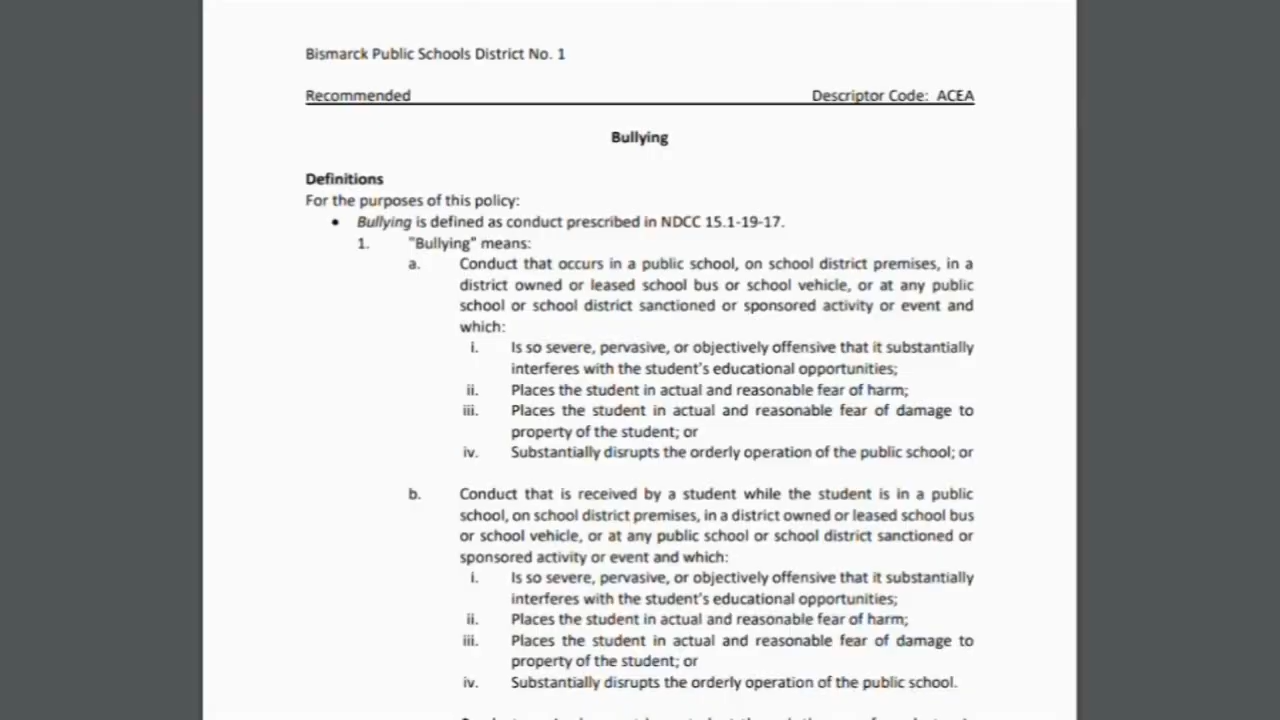 Bismarck Public Schools District No. 1
Recommended Descriptor Code: ACEA
Bullying
Definitions
For the purposes of this policy:
• Bullying is defined as conduct prescribed in NDCC 15.1-19-17.
1. "Bullying" means:
a. Conduct that occurs in a public school, on school district premises, in a
district owned or leased school bus or school vehicle, or at any public
school or school district sanctioned or sponsored activity or event and
which:
i. Is so severe, pervasive, or objectively offensive that it substantially
interferes with the student's educational opportunities;
ii. Places the student in actual and reasonable fear of harm;
iii. Places the student in actual and reasonable fear of damage to
property of the student; or
iv. Substantially disrupts the orderly operation of the public school; or
b. Conduct that is received by a student while the student is in a public
school, on school district premises, in a district owned or leased school bus
or school vehicle, or at any public school or school district sanctioned or
sponsored activity or event and which:
i. Is so severe, pervasive, or objectively offensive that it substantially
interferes with the student's educational opportunities;
ii. Places the student in actual and reasonable fear of harm;
iii. Places the student in actual and reasonable fear of damage to
property of the student; or
iv. Substantially disrupts the orderly operation of the public school.